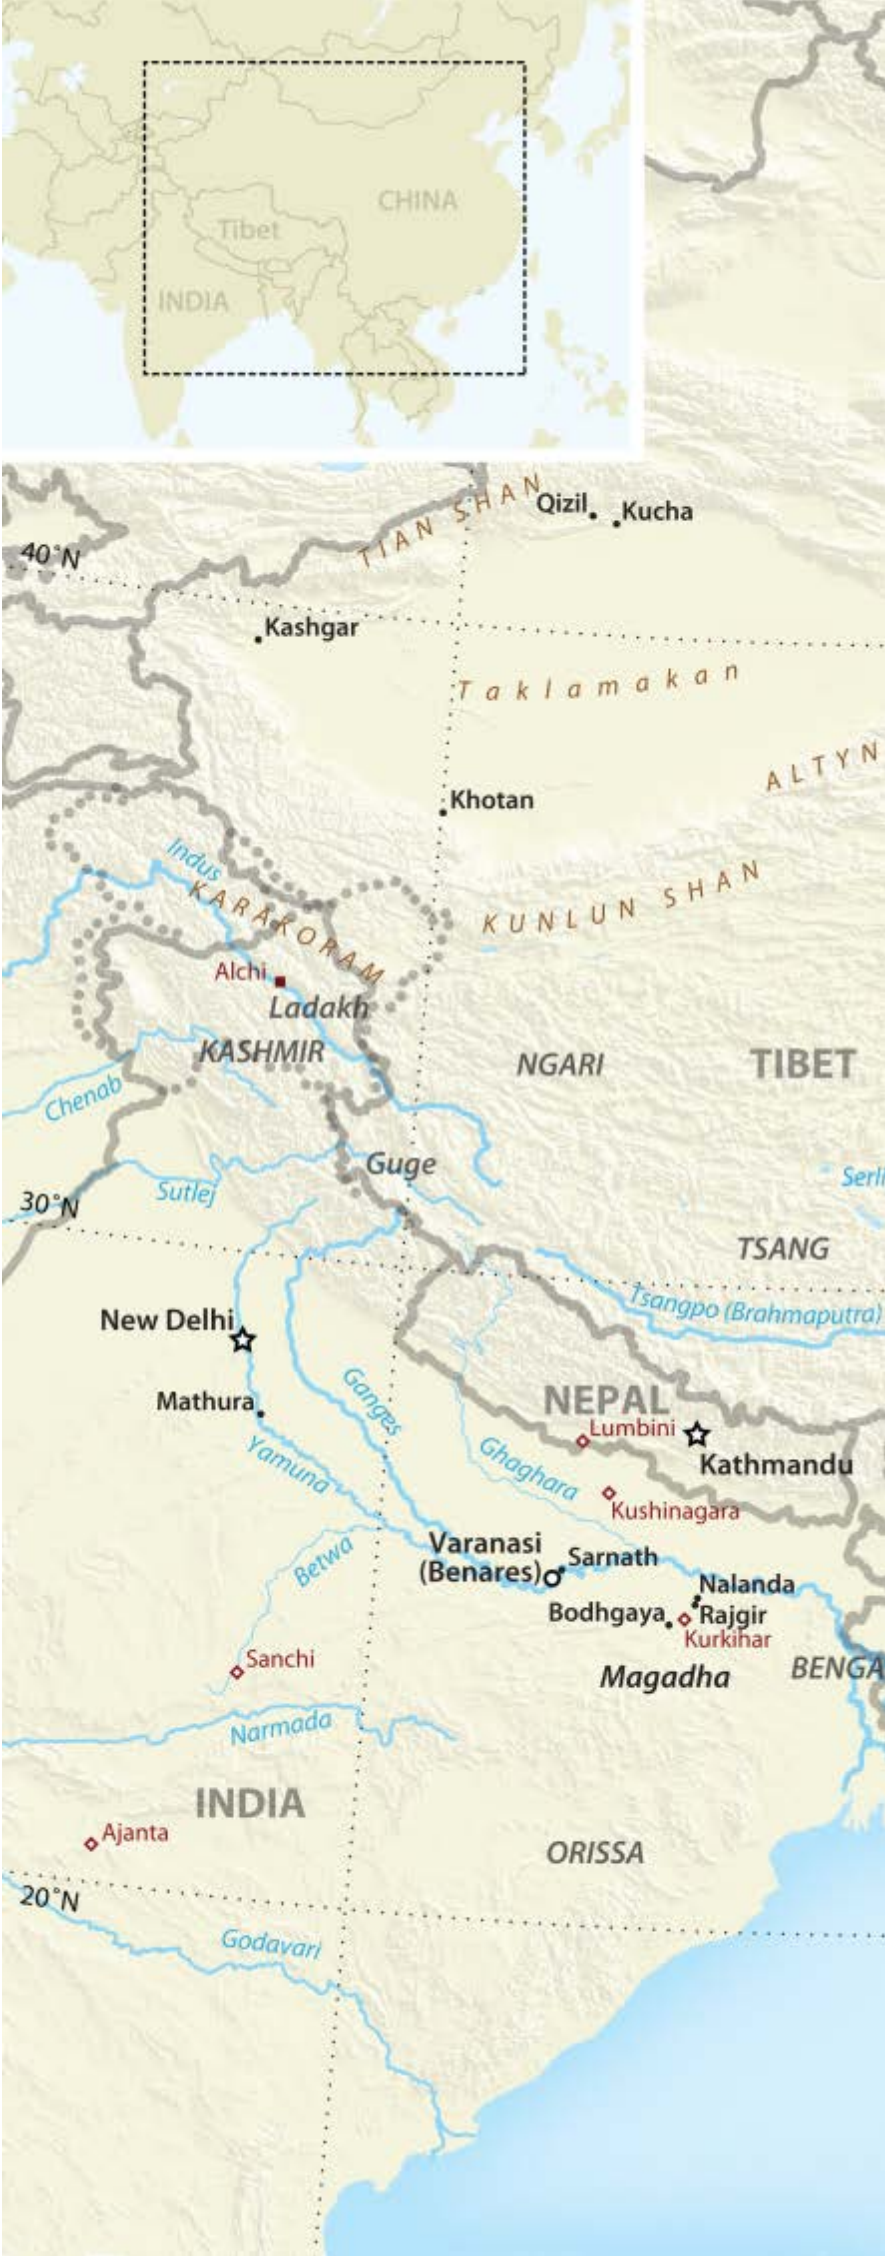 CHINA
Tibet
INDIA
TIAN SHAN
Qizil
Kucha
40°N
Kashgar
Taklamakan
ALTYN
Khotan
Indus
KARAKORAM
KUNLUN SHAN
Alchi
Ladakh
KASHMIR
NGARI
TIBET
Chenab
Guge
Serli
Sutlej
30°N
TSANG
Tsangpo (Brahmaputra)
New Delhi
Mathura
Ganges
NEPAL
Lumbini
Kathmandu
Yamuna
Ghaghara
Kushinagara
Betwa
Varanasi
(Benares)
Sarnath
Nalanda
Bodhgaya
Rajgir
Kurkihar
Sanchi
Magadha
BENGA
Narmada
INDIA
Ajanta
ORISSA
20°N
Godavari